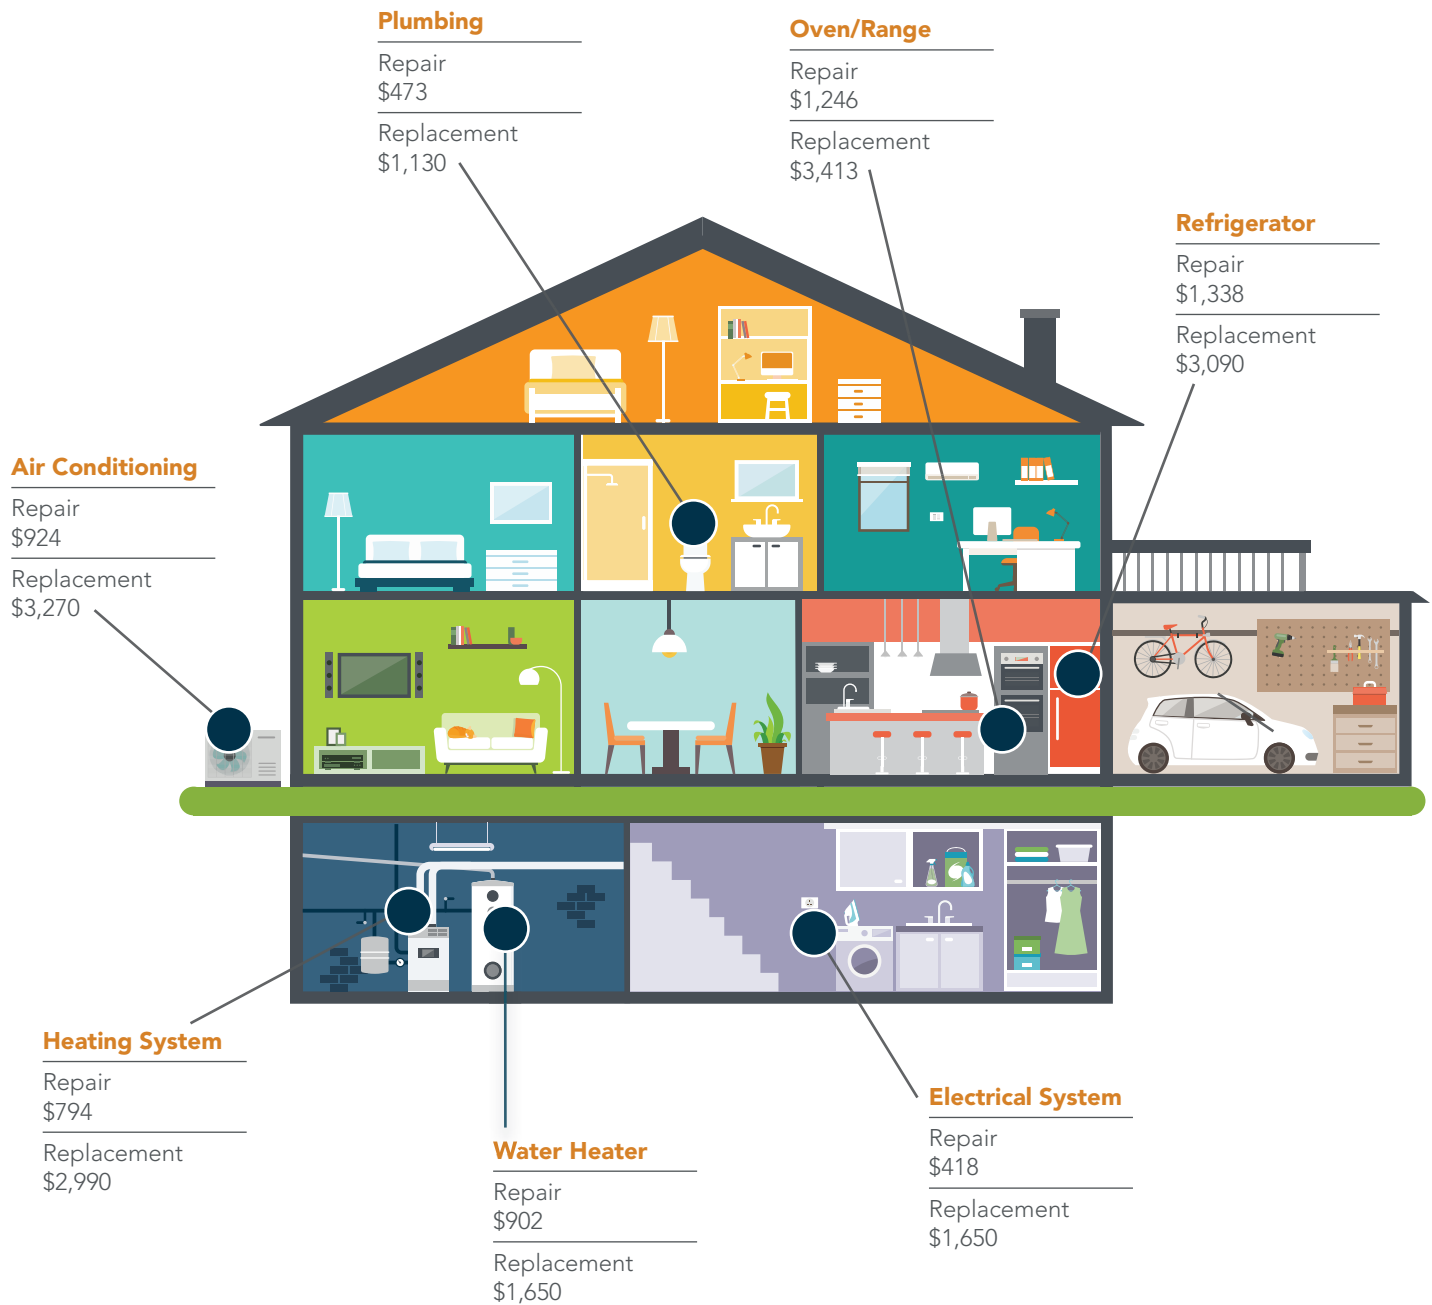 Plumbing
Repair
$473
Replacement
$1,130
Oven/Range
Repair
$1,246
Replacement
$3,413
Refrigerator
Repair
$1,338
Replacement
$3,090
Air Conditioning
Repair
$924
Replacement
$3,270
Heating System
Repair
$794
Replacement
$2,990
Water Heater
Repair
$902
Replacement
$1,650
Electrical System
Repair
$418
Replacement
$1,650